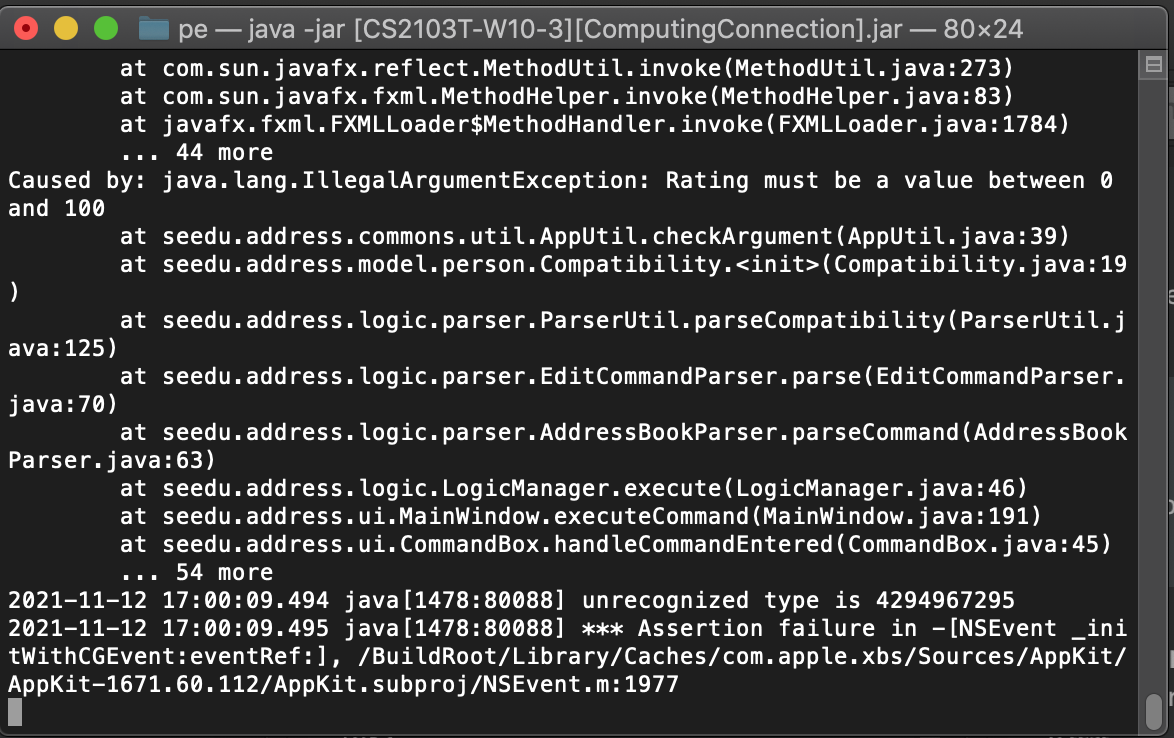 pe — java -jar [CS2103T-W10-3][ComputingConnection].jar — 80×24
at com.sun.javafx.reflect.MethodUtil.invoke(MethodUtil.java:273)
at com.sun.javafx.fxml.MethodHelper.invoke(MethodHelper.java:83)
at javafx.fxml.FXMLLoader$MethodHandler.invoke(FXMLLoader.java:1784)
... 44 more
Caused by: java.lang.IllegalArgumentException: Rating must be a value between 0
and 100
at seedu.address.commons.util.AppUtil.checkArgument(AppUtil.java:39)
at seedu.address.model.person.Compatibility.<init>(Compatibility.java:19
)
at seedu.address.logic.parser.ParserUtil.parseCompatibility(ParserUtil.j
ava:125)
at seedu.address.logic.parser.EditCommandParser.parse(EditCommandParser.
java:70)
at seedu.address.logic.parser.AddressBookParser.parseCommand(AddressBook
Parser.java:63)
at seedu.address.logic.LogicManager.execute(LogicManager.java:46)
at seedu.address.ui.MainWindow.executeCommand(MainWindow.java:191)
at seedu.address.ui.CommandBox.handleCommandEntered(CommandBox.java:45)
... 54 more
2021-11-12 17:00:09.494 java[1478:80088] unrecognized type is 4294967295
2021-11-12 17:00:09.495 java[1478:80088] *** Assertion failure in -[NSEvent _ini
tWithCGEvent:eventRef:], /BuildRoot/Library/Caches/com.apple.xbs/Sources/AppKit/
AppKit-1671.60.112/AppKit.subproj/NSEvent.m:1977